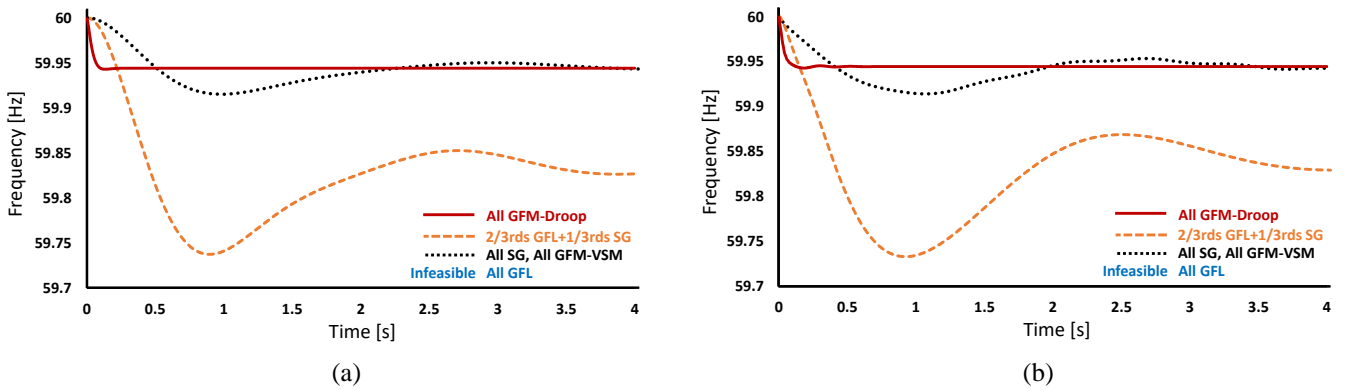 60
59.95
59.9
59.85
59.8
59.75
59.7
Frequency [Hz]
0 0.5 1 1.5 2 2.5 3 3.5 4
Time [s]
All GFM-Droop
2/3rds GFL+1/3rds SG
All SG, All GFM-VSM
Infeasible All GFL
(a)
60
59.95
59.9
59.85
59.8
59.75
59.7
Frequency [Hz]
0 0.5 1 1.5 2 2.5 3 3.5 4
Time [s]
All GFM-Droop
2/3rds GFL+1/3rds SG
All SG, All GFM-VSM
Infeasible All GFL
(b)